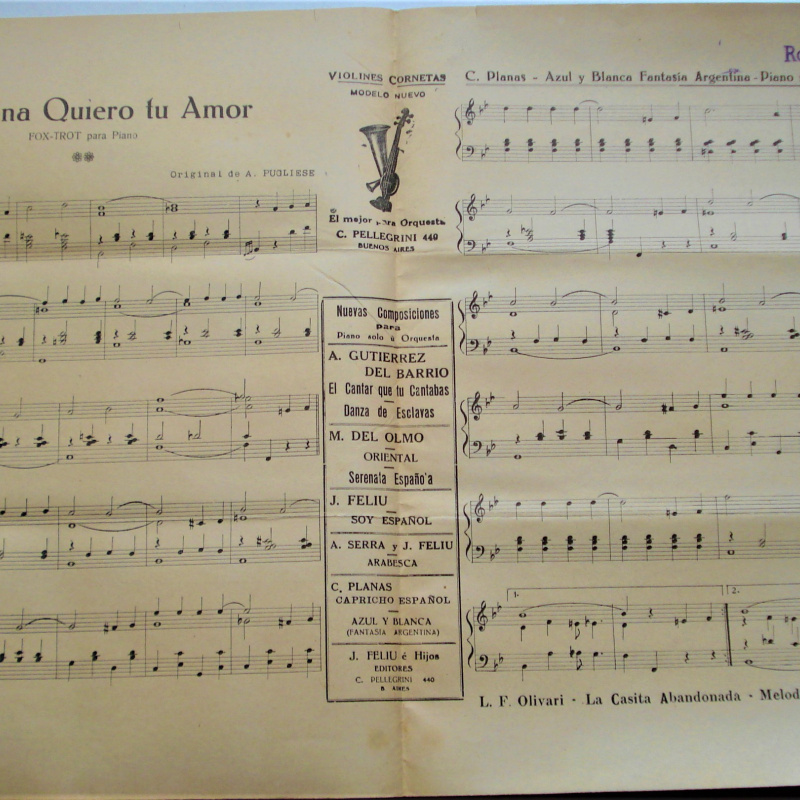 na Quiero tu Amor
FOX-TROT para Piano
Original de A. PUGLIESE
VIOLINES CORNETAS
MODELO NUEVO
El mejor para Orquesta
C. PELLEGRINI 440
BUENOS AIRES
Nuevas Composiciones
para
Piano solo ú Orquesta
A. GUTIERREZ
DEL BARRIO
El Cantar que tu Cantabas
Danza de Esclavas
M. DEL OLMO
ORIENTAL
Serenata Españo'a
J. FELIU
SOY ESPAÑOL
A. SERRA y J. FELIU
ARABESCA
C. PLANAS
CAPRICHO ESPAÑOL
AZUL Y BLANCA
(FANTASIA ARGENTINA)
J. FELIU é Hijos
EDITORES
C. PELLEGRINI 440
B. AIRES
C. Planas - Azul y Blanca Fantasía Argentina - Piano
1.
2.
L. F. Olivari - La Casita Abandonada - Melod